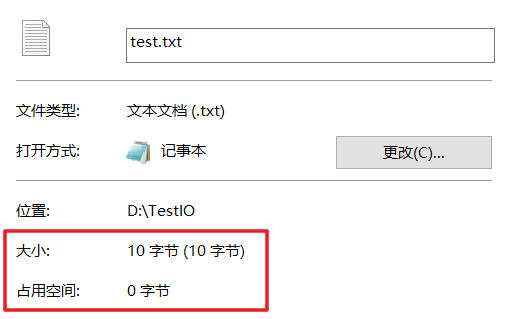 test.txt
文件类型: 文本文档 (.txt)
打开方式: 记事本 更改(C)...
位置: D:\TestIO
大小: 10 字节 (10 字节)
占用空间: 0 字节